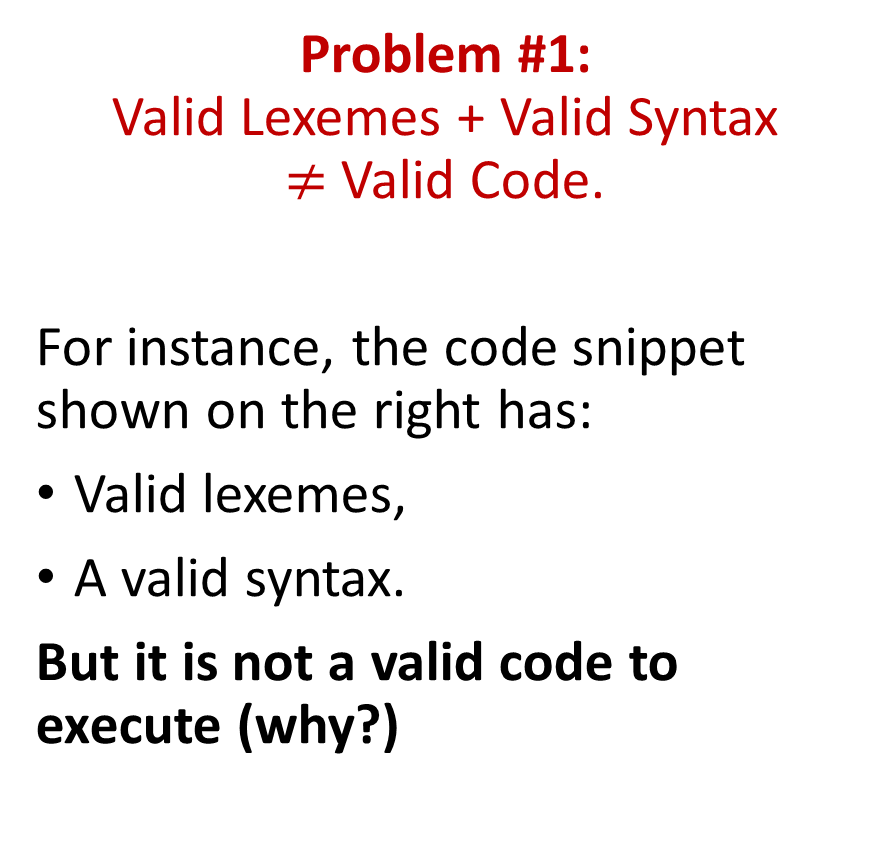 Problem #1:
Valid Lexemes + Valid Syntax
≠ Valid Code.
For instance, the code snippet
shown on the right has:
• Valid lexemes,
• A valid syntax.
But it is not a valid code to
execute (why?)